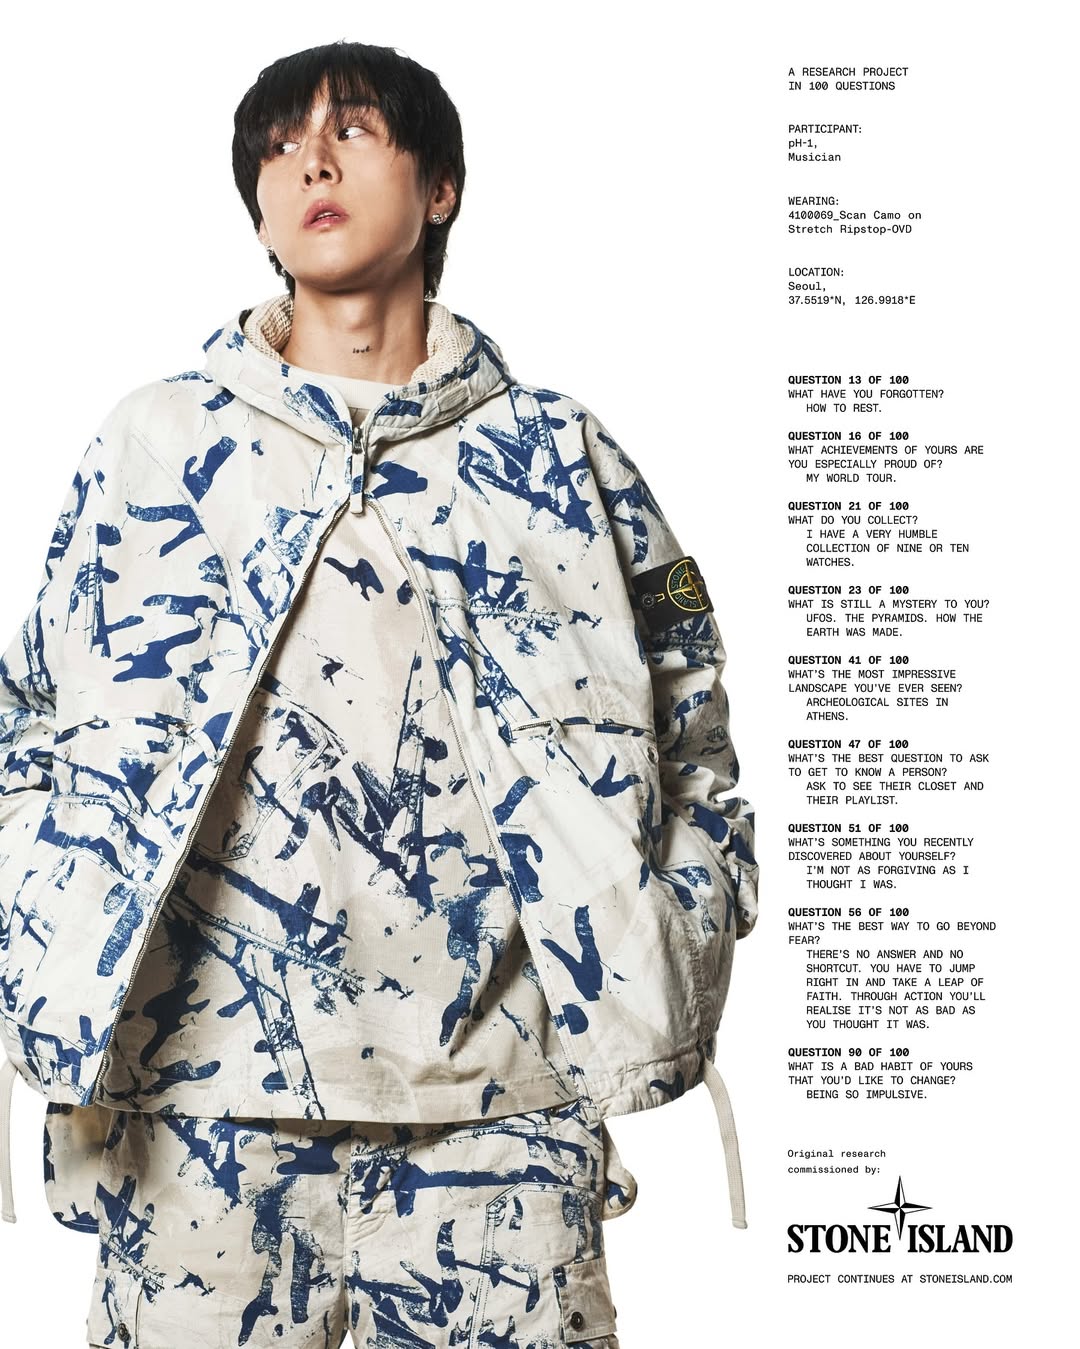 A RESEARCH PROJECT
IN 100 QUESTIONS
PARTICIPANT:
pH-1,
Musician
WEARING:
4100069_Scan Camo on
Stretch Ripstop-OVD
LOCATION:
Seoul,
37.5519°N, 126.9918°E
QUESTION 13 OF 100
WHAT HAVE YOU FORGOTTEN?
HOW TO REST.
QUESTION 16 OF 100
WHAT ACHIEVEMENTS OF YOURS ARE
YOU ESPECIALLY PROUD OF?
MY WORLD TOUR.
QUESTION 21 OF 100
WHAT DO YOU COLLECT?
I HAVE A VERY HUMBLE
COLLECTION OF NINE OR TEN
WATCHES.
QUESTION 23 OF 100
WHAT IS STILL A MYSTERY TO YOU?
UFOS. THE PYRAMIDS. HOW THE
EARTH WAS MADE.
QUESTION 41 OF 100
WHAT'S THE MOST IMPRESSIVE
LANDSCAPE YOU'VE EVER SEEN?
ARCHEOLOGICAL SITES IN
ATHENS.
QUESTION 47 OF 100
WHAT'S THE BEST QUESTION TO ASK
TO GET TO KNOW A PERSON?
ASK TO SEE THEIR CLOSET AND
THEIR PLAYLIST.
QUESTION 51 OF 100
WHAT'S SOMETHING YOU RECENTLY
DISCOVERED ABOUT YOURSELF?
I'M NOT AS FORGIVING AS I
THOUGHT I WAS.
QUESTION 56 OF 100
WHAT'S THE BEST WAY TO GO BEYOND
FEAR?
THERE'S NO ANSWER AND NO
SHORTCUT. YOU HAVE TO JUMP
RIGHT IN AND TAKE A LEAP OF
FAITH. THROUGH ACTION YOU'LL
REALISE IT'S NOT AS BAD AS
YOU THOUGHT IT WAS.
QUESTION 90 OF 100
WHAT IS A BAD HABIT OF YOURS
THAT YOU'D LIKE TO CHANGE?
BEING SO IMPULSIVE.
Original research
commissioned by:
STONE ISLAND
PROJECT CONTINUES AT STONEISLAND.COM
STONE
ISLAND